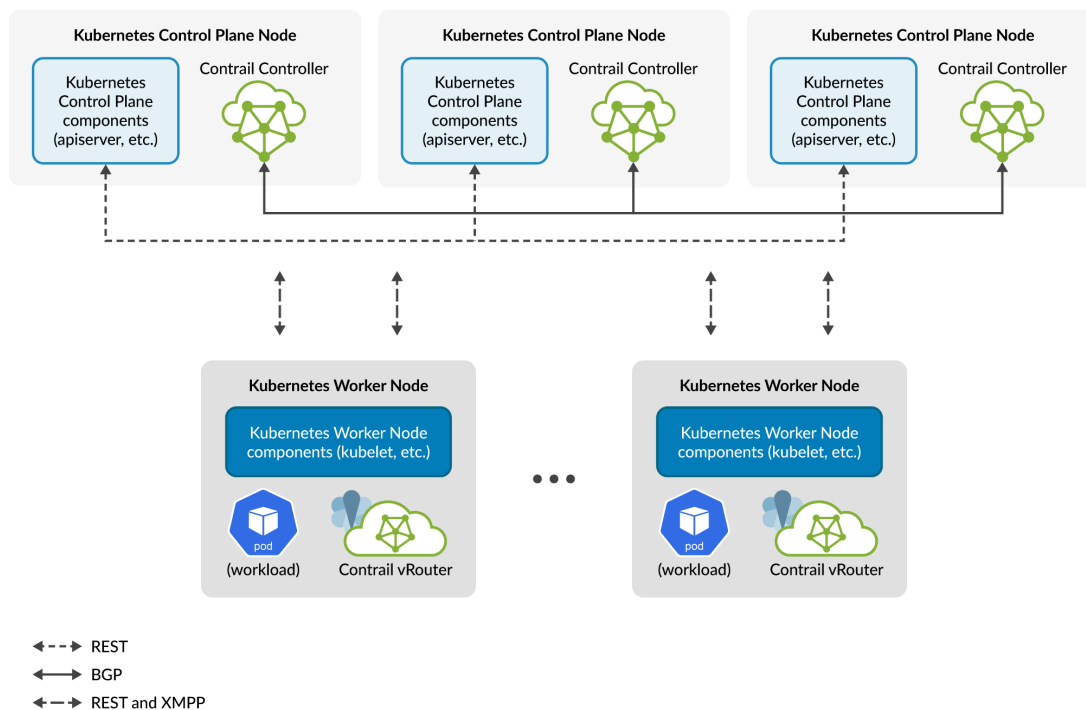 Kubernetes Control Plane Node
Kubernetes
Control Plane
components
(apiserver, etc.)
Contrail Controller
Kubernetes Control Plane Node
Kubernetes
Control Plane
components
(apiserver, etc.)
Contrail Controller
Kubernetes Control Plane Node
Kubernetes
Control Plane
components
(apiserver, etc.)
Contrail Controller
Kubernetes Worker Node
Kubernetes Worker Node
components (kubelet, etc.)
pod
(workload)
Contrail vRouter
Kubernetes Worker Node
Kubernetes Worker Node
components (kubelet, etc.)
pod
(workload)
Contrail vRouter
REST
BGP
REST and XMPP